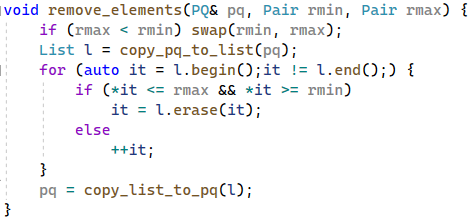 void remove_elements(PQ& pq, Pair rmin, Pair rmax) {
    if (rmax < rmin) swap(rmin, rmax);
    List l = copy_pq_to_list(pq);
    for (auto it = l.begin();it != l.end();) {
        if (*it <= rmax && *it >= rmin)
            it = l.erase(it);
        else
            ++it;
    }
    pq = copy_list_to_pq(l);
}